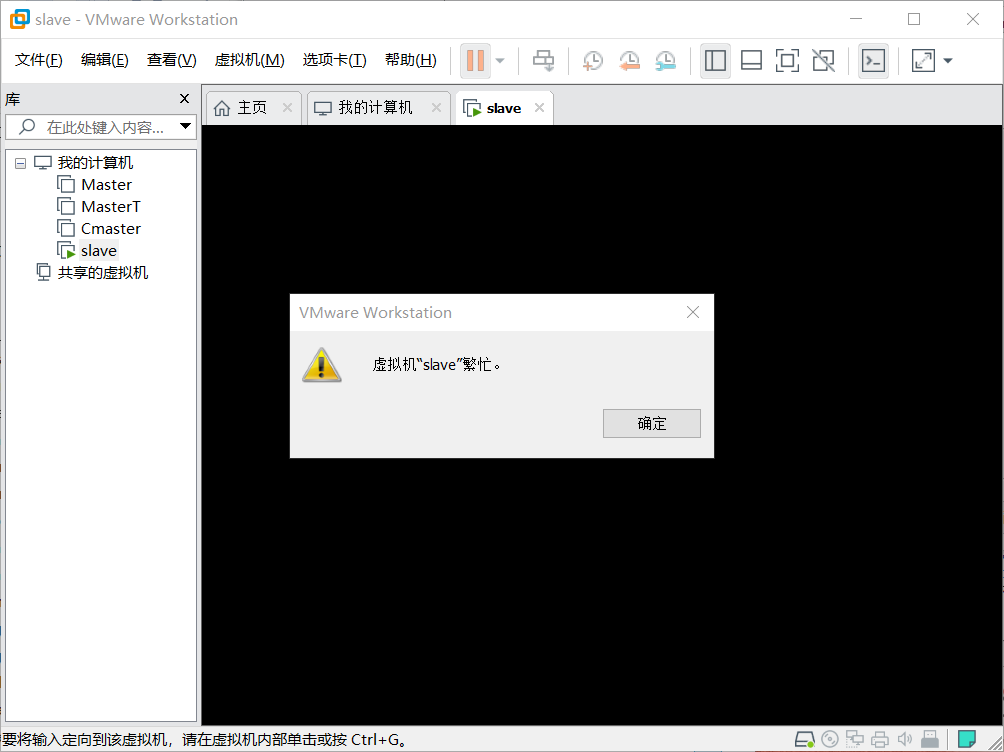 slave - VMware Workstation
文件(F) 编辑(E) 查看(V) 虚拟机(M) 选项卡(T) 帮助(H)
库
在此处键入内容...
主页 我的计算机 slave
我的计算机
Master
MasterT
Cmaster
slave
共享的虚拟机
VMware Workstation
虚拟机“slave”繁忙。
确定
要将输入定向到该虚拟机，请在虚拟机内部单击或按 Ctrl+G。